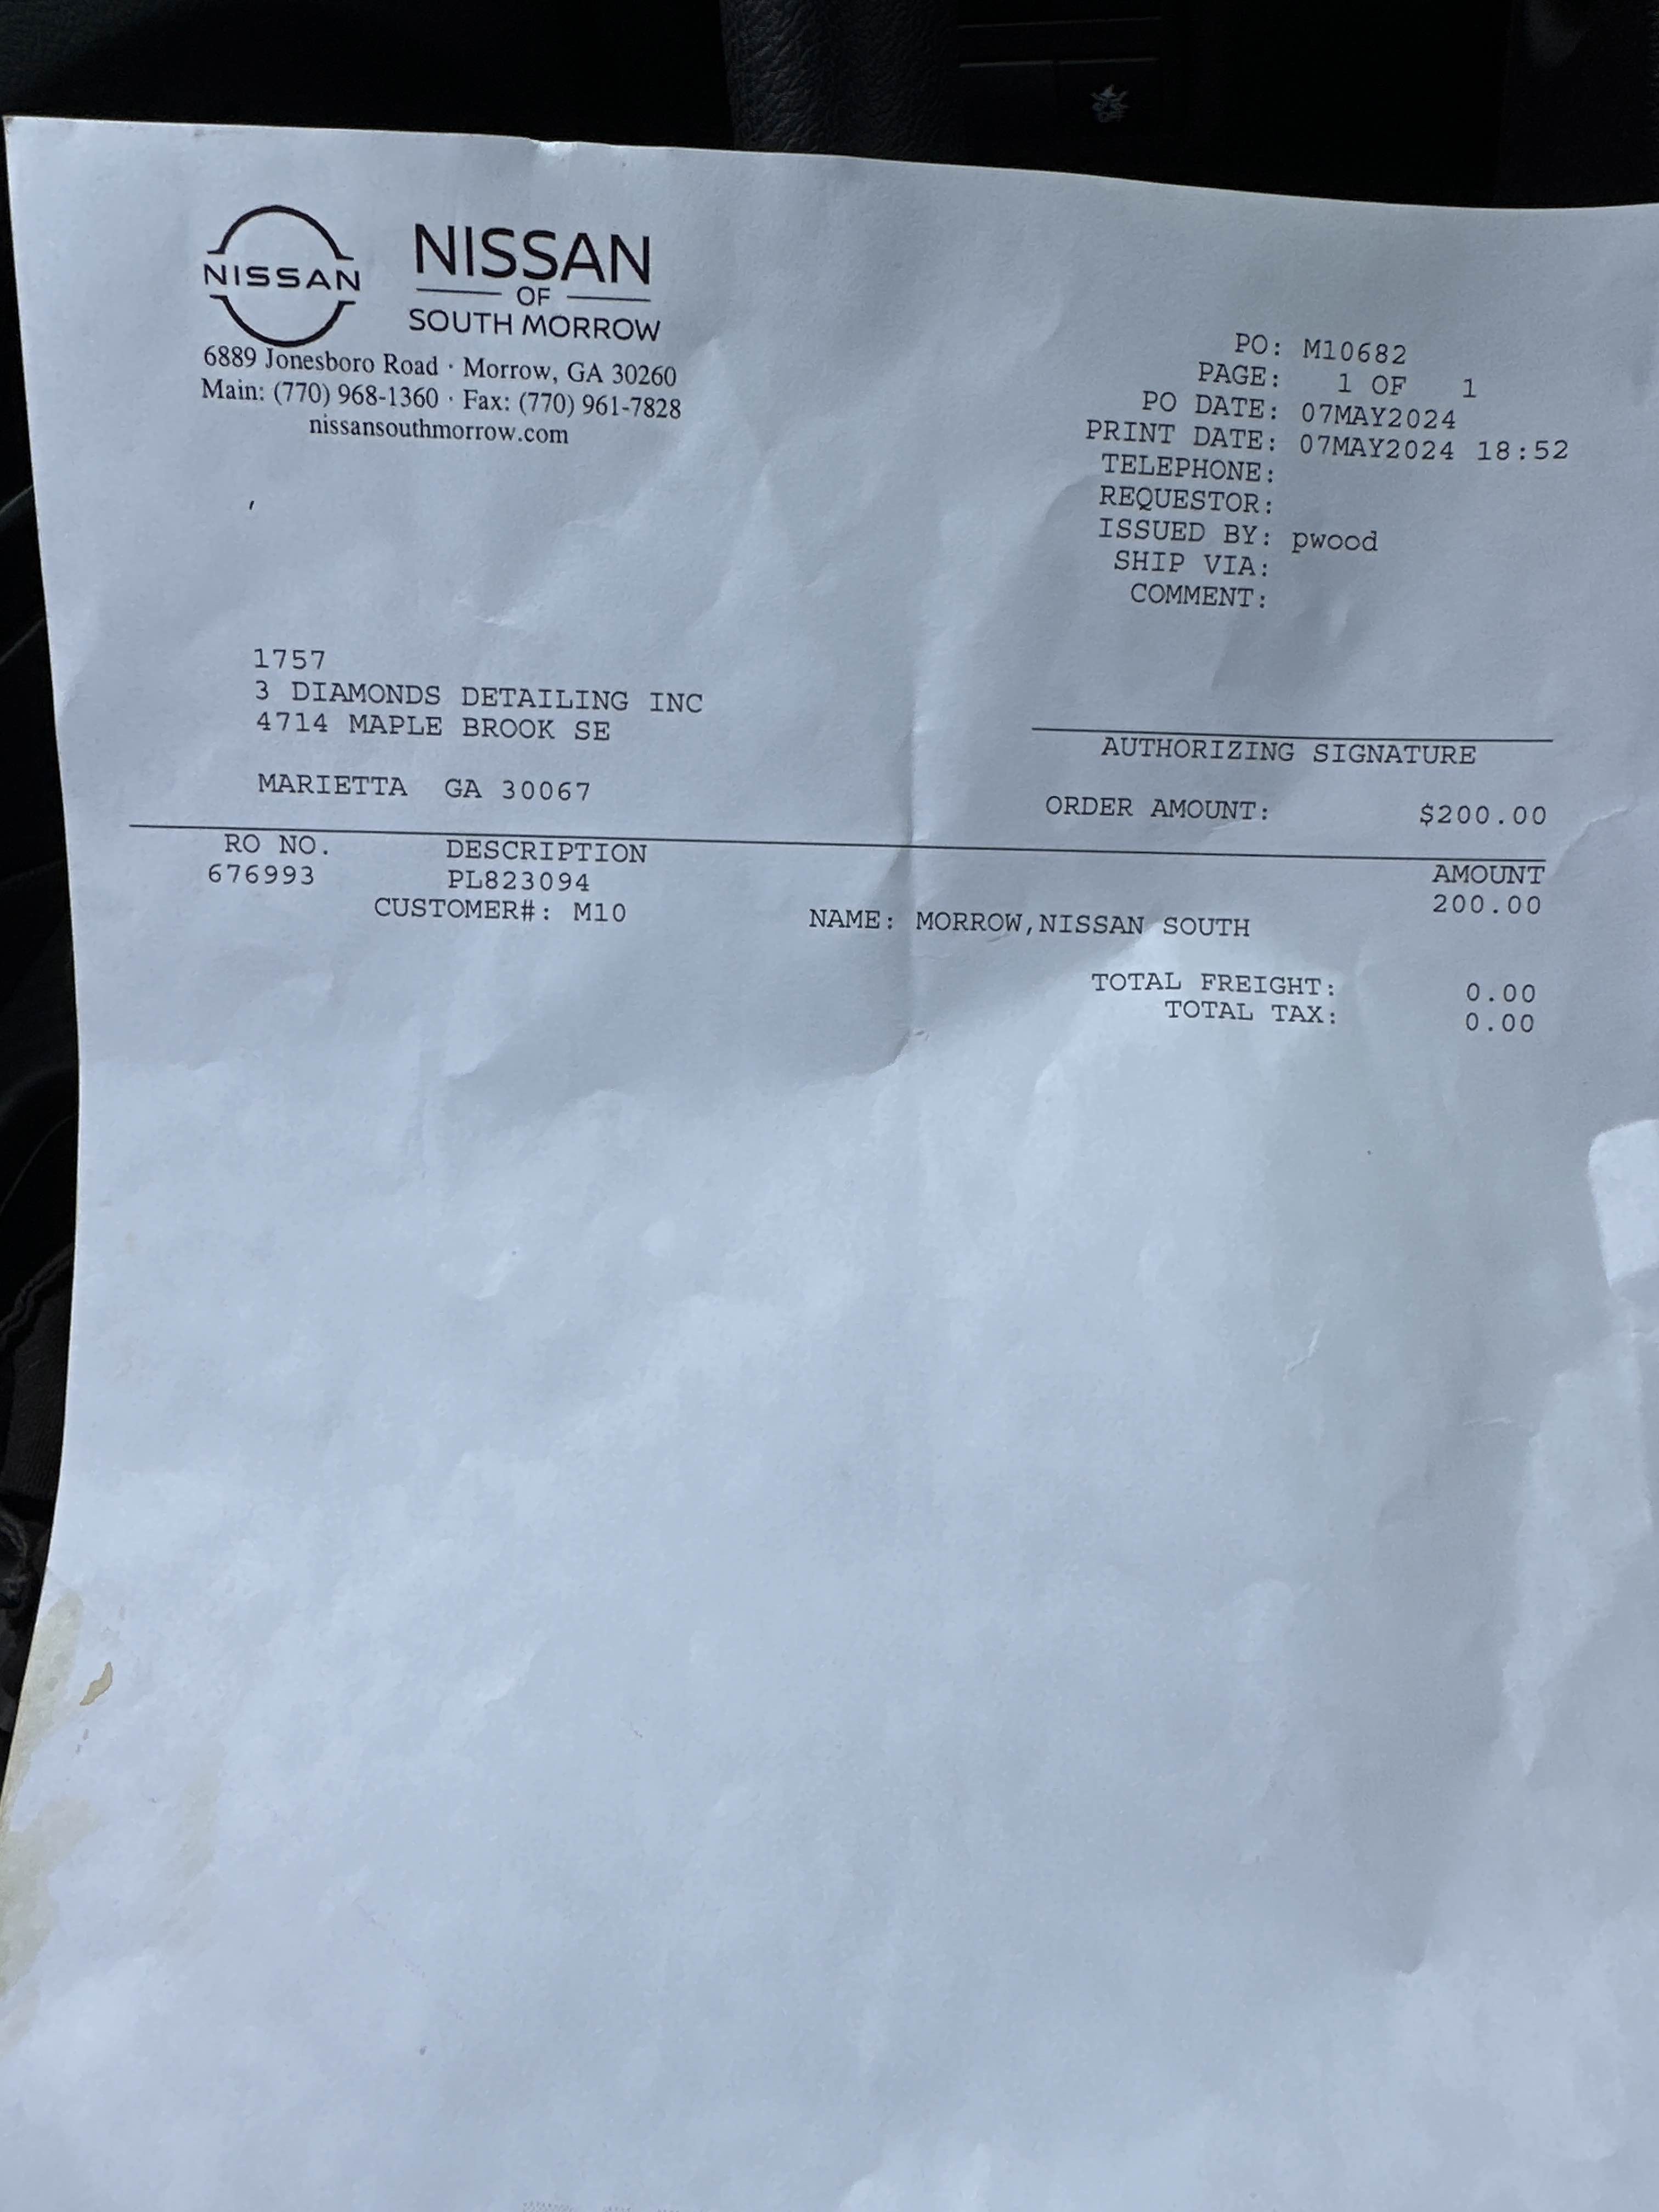 NISSAN
NISSAN
OF
SOUTH MORROW
6889 Jonesboro Road · Morrow, GA 30260
Main: (770) 968-1360 · Fax: (770) 961-7828
nissansouthmorrow.com
PO: M10682
PAGE: 1 OF 1
PO DATE: 07MAY2024
PRINT DATE: 07MAY2024 18:52
TELEPHONE:
REQUESTOR:
ISSUED BY: pwood
SHIP VIA:
COMMENT:
1757
3 DIAMONDS DETAILING INC
4714 MAPLE BROOK SE
MARIETTA GA 30067
AUTHORIZING SIGNATURE
ORDER AMOUNT: $200.00
RO NO. DESCRIPTION AMOUNT
676993 PL823094 200.00
CUSTOMER#: M10 NAME: MORROW,NISSAN SOUTH
TOTAL FREIGHT: 0.00
TOTAL TAX: 0.00